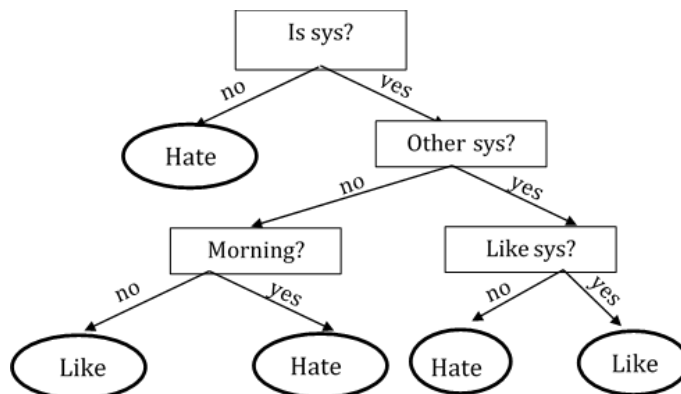 Is sys?
no
yes
Hate
Other sys?
no
yes
Morning?
Like sys?
no
yes
no
yes
Like
Hate
Hate
Like